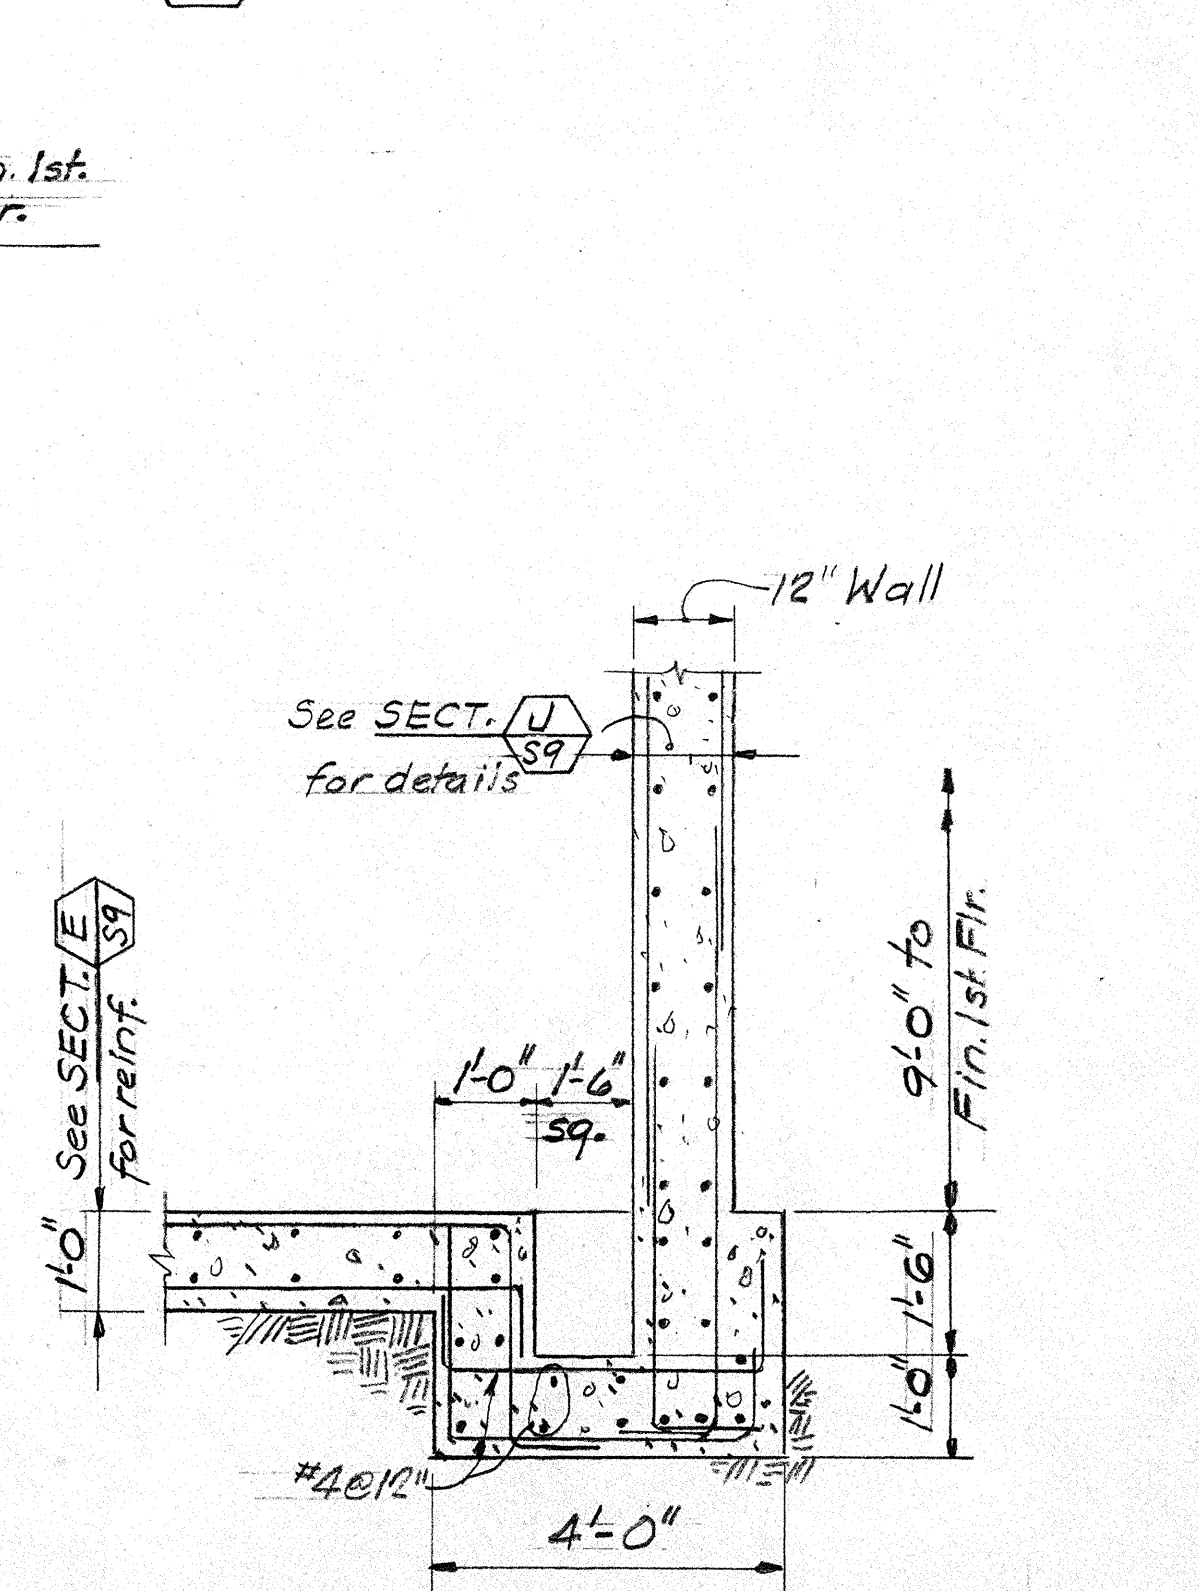 1st.
12" Wall
See SECT. J
S9
for details
See SECT. E
S9
for reinf.
9'-0" to
Fin. 1st Flr.
1'-0" 1'-6"
sq.
1'-0"
1'-6"
1'-0"
#4@12"
4'-0"